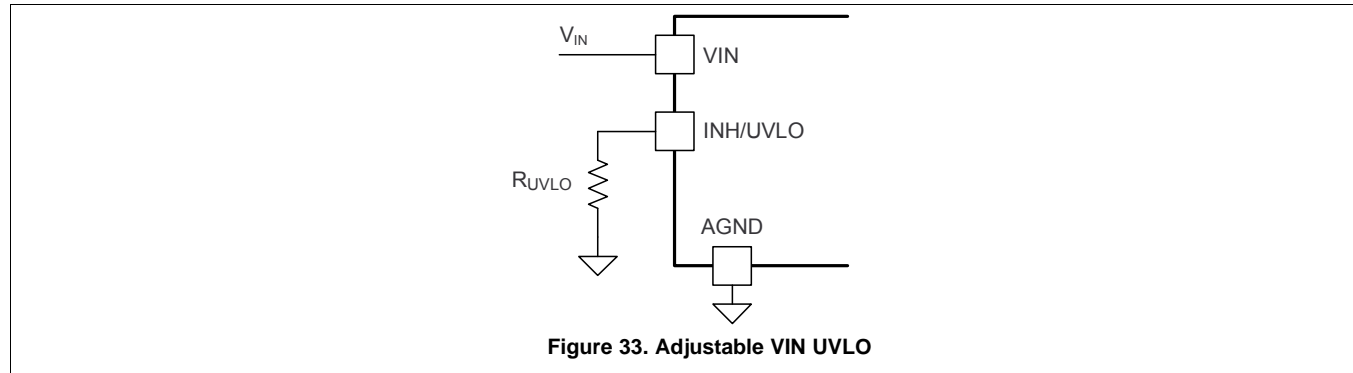 VIN
VIN
INH/UVLO
RUVLO
AGND
Figure 33. Adjustable VIN UVLO